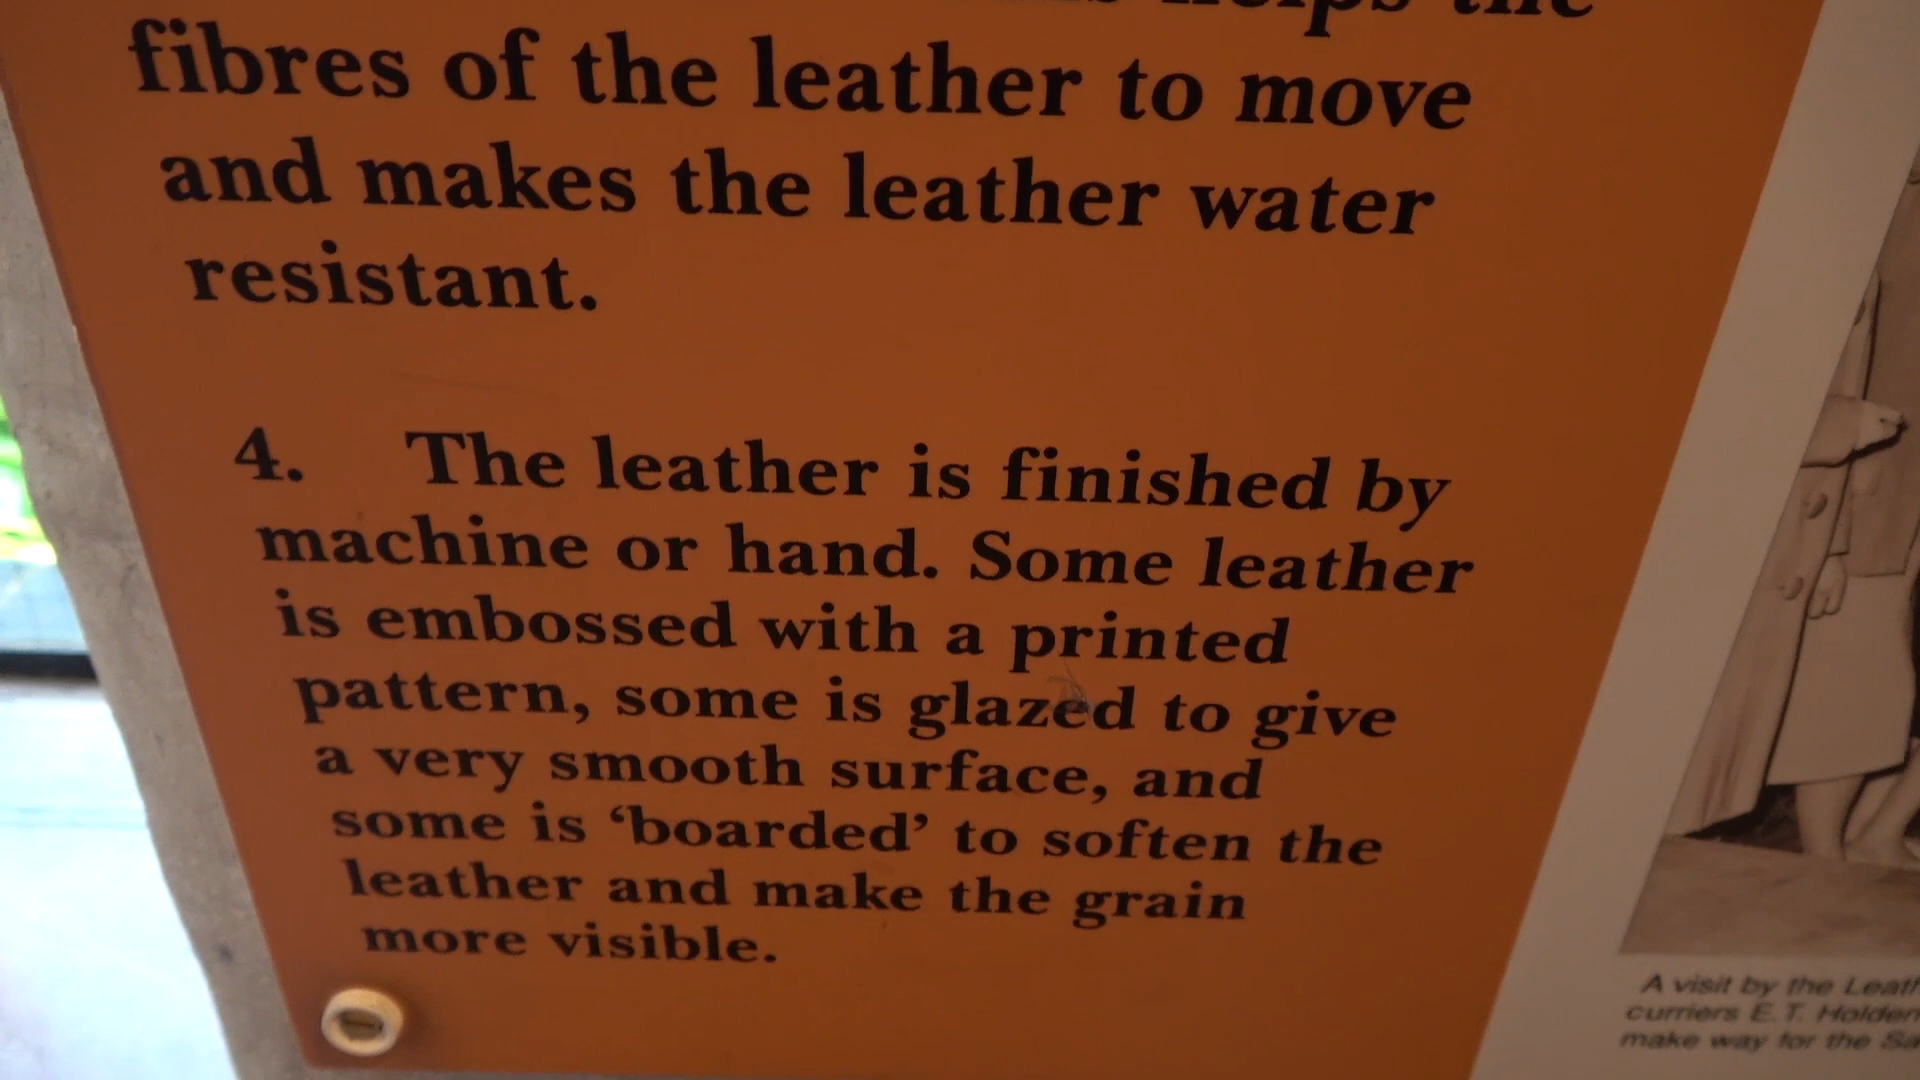 helps the
fibres of the leather to move
and makes the leather water
resistant.
4. The leather is finished by
machine or hand. Some leather
is embossed with a printed
pattern, some is glazed to give
a very smooth surface, and
some is ‘boarded’ to soften the
leather and make the grain
more visible.
A visit by the
curriers E. T. Holden
make way for the